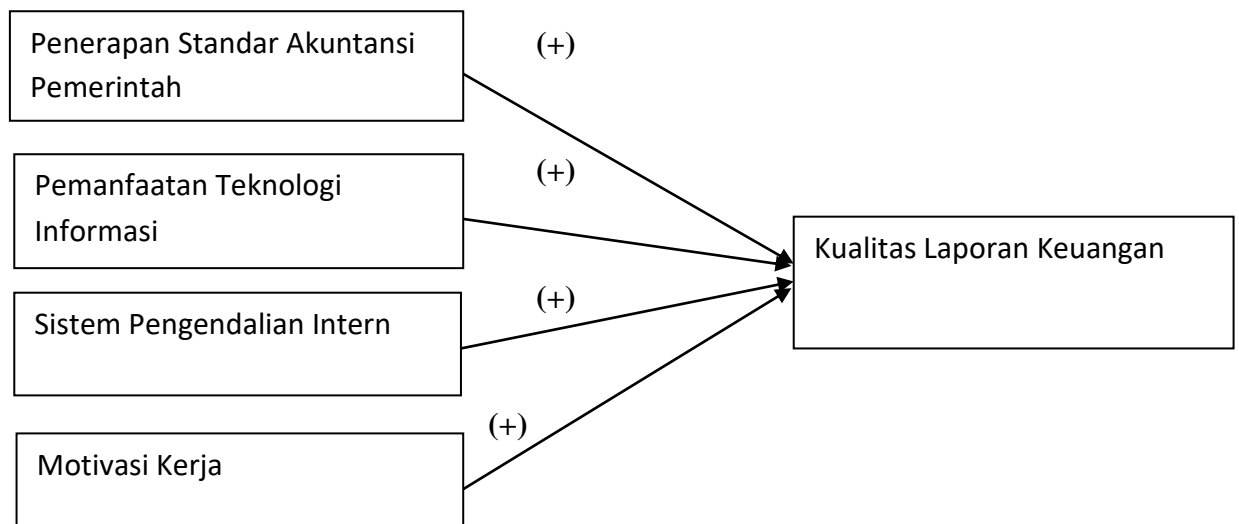 Penerapan Standar Akuntansi
Pemerintah
(+)
Pemanfaatan Teknologi
Informasi
(+)
Sistem Pengendalian Intern
(+)
Motivasi Kerja
(+)
Kualitas Laporan Keuangan